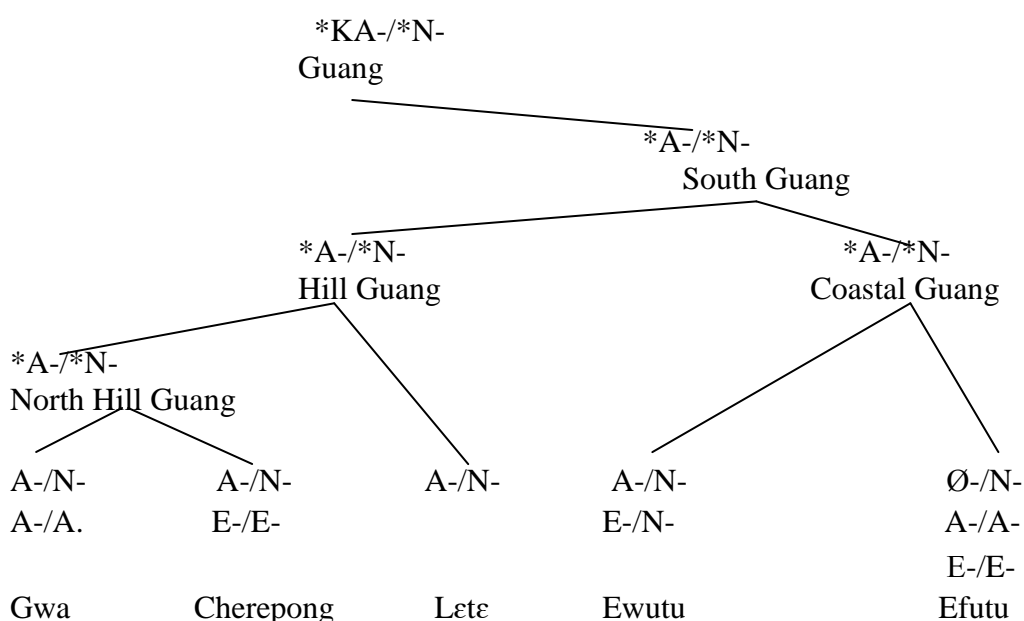 *KA-/*N-
Guang
*A-/*N-
South Guang
*A-/*N- *A-/*N-
Hill Guang Coastal Guang
*A-/*N-
North Hill Guang
A-/N- A-/N- A-/N- A-/N- Ø-/N-
A-/A. E-/E- E-/N- A-/A-
E-/E-
Gwa Cherepong Lɛtɛ Ewutu Efutu